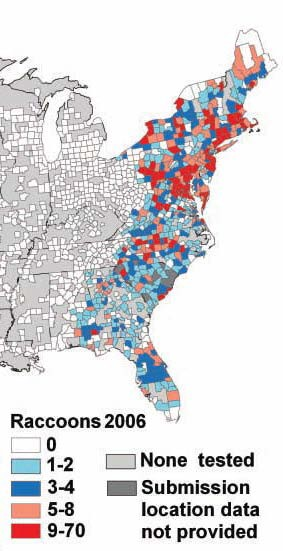 Raccoons 2006
0
1-2
3-4
5-8
9-70
None tested
Submission
location data
not provided